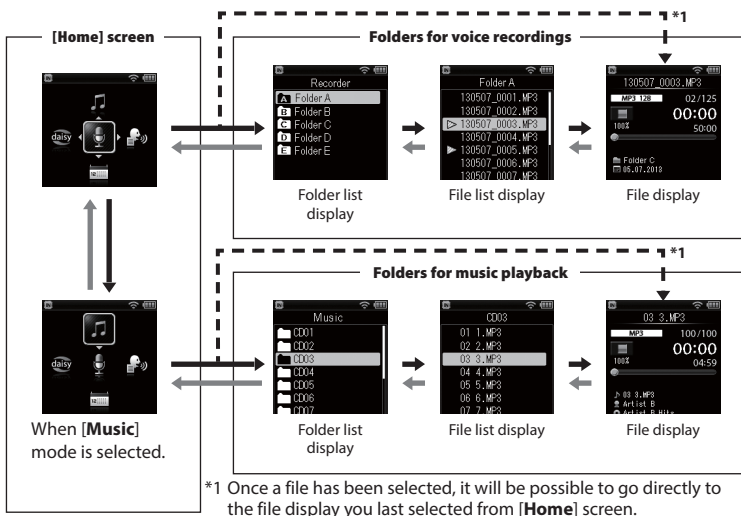 *1
[Home] screen
Folders for voice recordings
Recorder
A Folder A
B Folder B
C Folder C
D Folder D
E Folder E
Folder list
display
Folder A
130507_0001.MP3
130507_0002.MP3
130507_0003.MP3
130507_0004.MP3
130507_0005.MP3
130507_0006.MP3
130507_0007.MP3
File list display
130507_0003.MP3
MP3 128 02/125
00:00
100% 50:00
Folder C
05.07.2013
File display
daisy
12
*1
Folders for music playback
daisy
12
When [Music]
mode is selected.
Music
CD01
CD02
CD03
CD04
CD05
CD06
CD07
Folder list
display
CD03
01 1.MP3
02 2.MP3
03 3.MP3
04 4.MP3
05 5.MP3
06 6.MP3
07 7.MP3
File list display
03 3.MP3
MP3 100/100
00:00
100% 04:59
03 3.MP3
Artist B
Artist B Hits
File display
*1 Once a file has been selected, it will be possible to go directly to
the file display you last selected from [Home] screen.